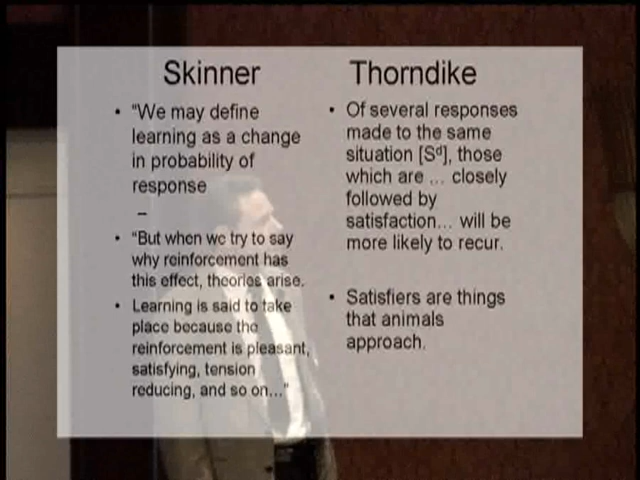 Skinner
• "We may define
learning as a change
in probability of
response
–
• "But when we try to say
why reinforcement has
this effect, theories arise.
• Learning is said to take
place because the
reinforcement is pleasant,
satisfying, tension
reducing, and so on..."
Thorndike
• Of several responses
made to the same
situation [Sᵈ], those
which are ... closely
followed by
satisfaction... will be
more likely to recur.
• Satisfiers are things
that animals
approach.